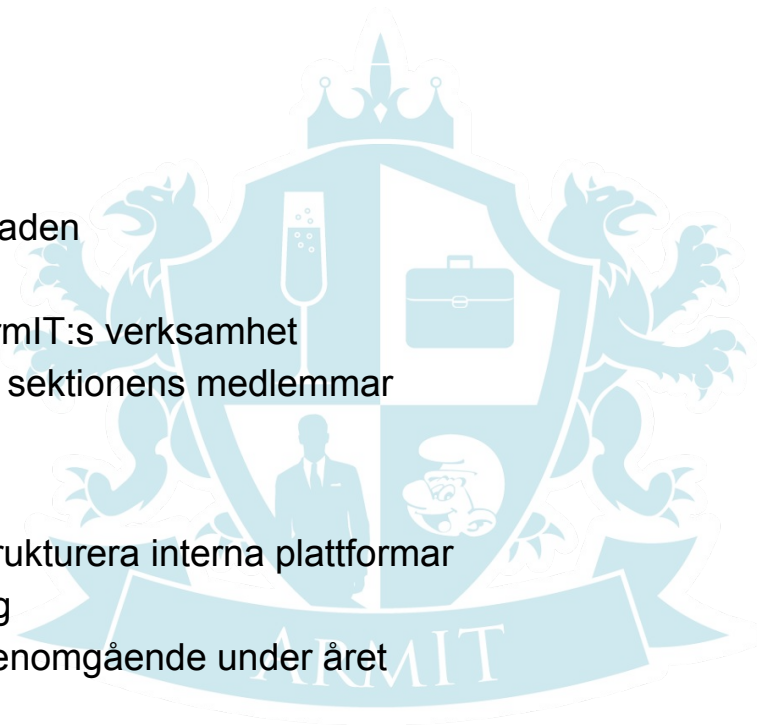 aden
rmIT:s verksamhet
sektionens medlemmar
rukturera interna plattformar
g
enomgående under året
ARMIT